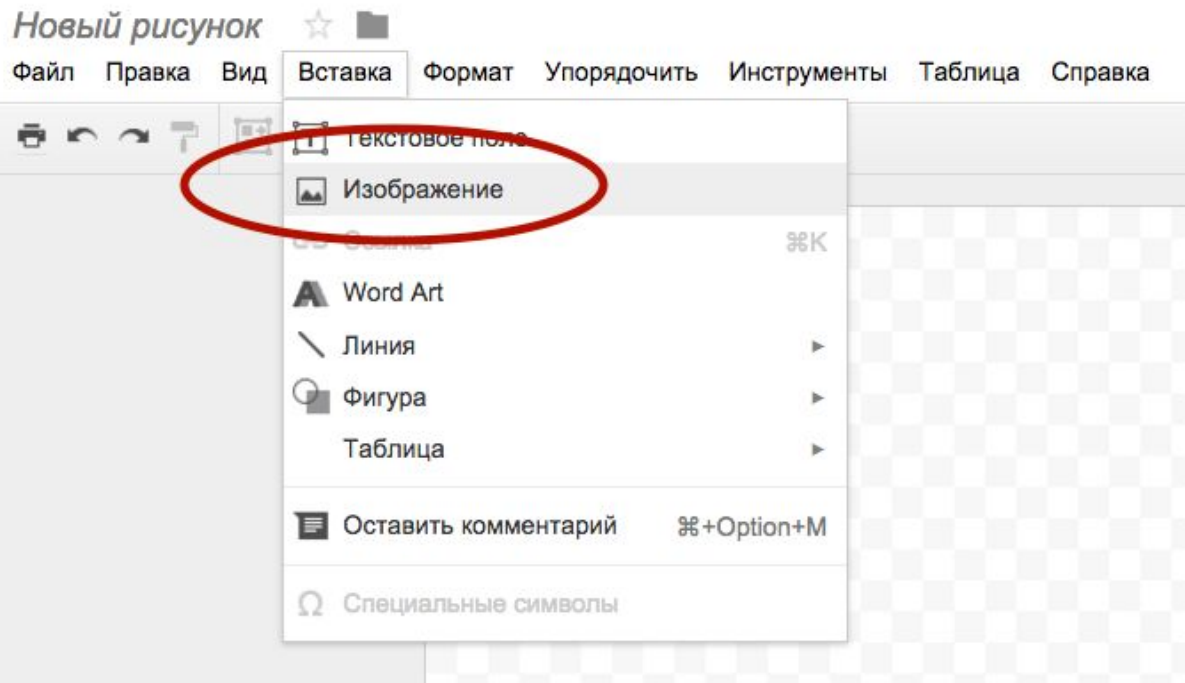 Новый рисунок
Файл Правка Вид Вставка Формат Упорядочить Инструменты Таблица Справка
Текстовое поле
Изображение
Ссылка ⌘K
Word Art
Линия
Фигура
Таблица
Оставить комментарий ⌘+Option+M
Специальные символы